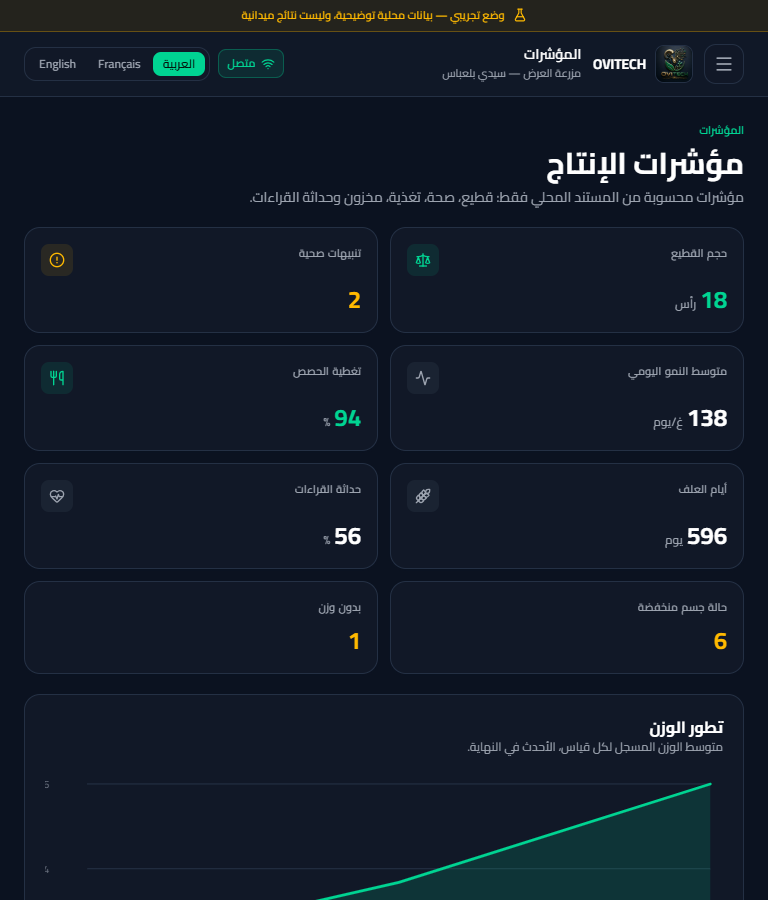 وضع تجريبي — بيانات محلية توضيحية، وليست نتائج ميدانية
OVITECH
المؤشرات
مزرعة العرض — سيدي بلعباس
متصل
العربية
Français
English
المؤشرات
مؤشرات الإنتاج
مؤشرات محسوبة من المستند المحلي فقط: قطيع، صحة، تغذية، مخزون وحداثة القراءات.
حجم القطيع
18 رأس
تنبيهات صحية
2
متوسط النمو اليومي
138 غ/يوم
تغطية الحصص
94 %
أيام العلف
596 يوم
حداثة القراءات
56 %
حالة جسم منخفضة
6
بدون وزن
1
تطور الوزن
متوسط الوزن المسجل لكل قياس، الأحدث في النهاية.